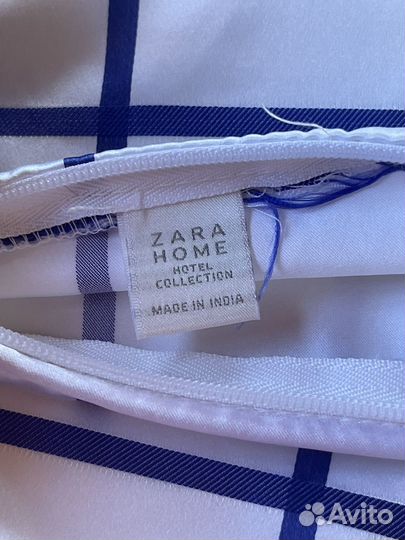 ZARA
HOME
HOTEL
COLLECTION
MADE IN INDIA
Avito